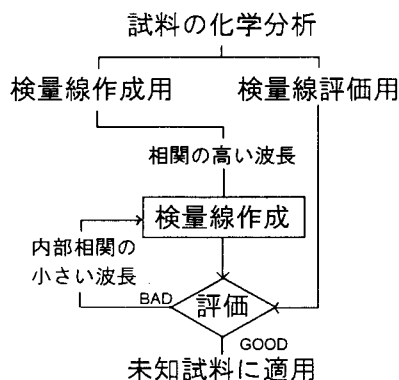 試料の化学分析
検量線作成用
検量線評価用
相関の高い波長
検量線作成
内部相関の
小さい波長
BAD
評価
GOOD
未知試料に適用